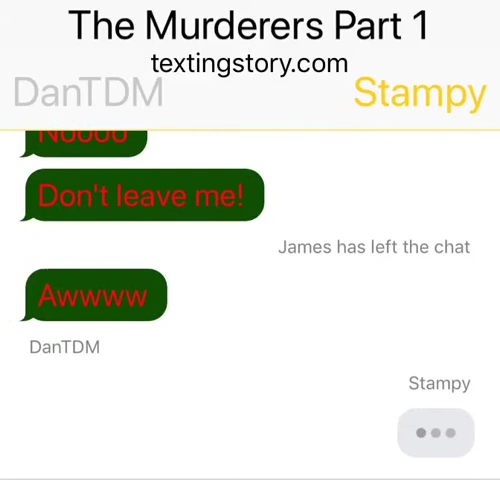 The Murderers Part 1
textingstory.com
DanTDM
Stampy
Noooo
Don't leave me!
James has left the chat
Awwww
DanTDM
Stampy